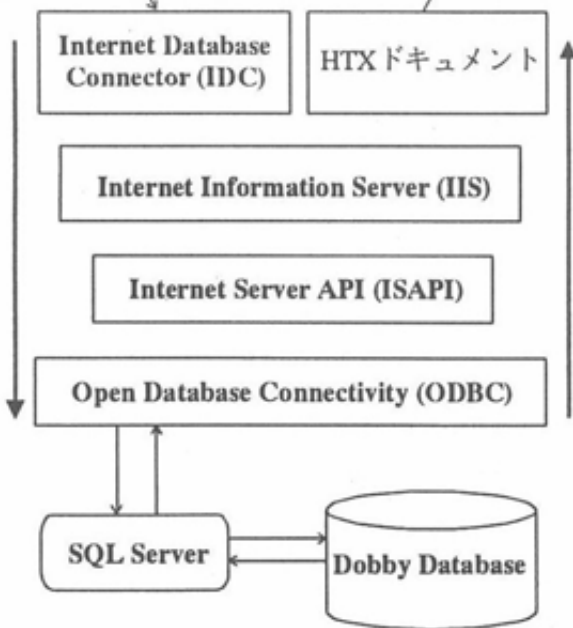 Internet Database
Connector (IDC)
HTXドキュメント
Internet Information Server (IIS)
Internet Server API (ISAPI)
Open Database Connectivity (ODBC)
SQL Server
Dobby Database